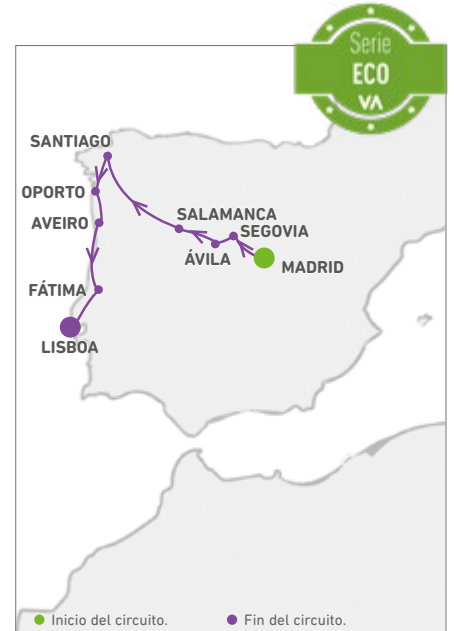 Serie
ECO
VA
SANTIAGO
OPORTO
AVEIRO
SALAMANCA
SEGOVIA
ÁVILA
MADRID
FÁTIMA
LISBOA
Inicio del circuito.
Fin del circuito.